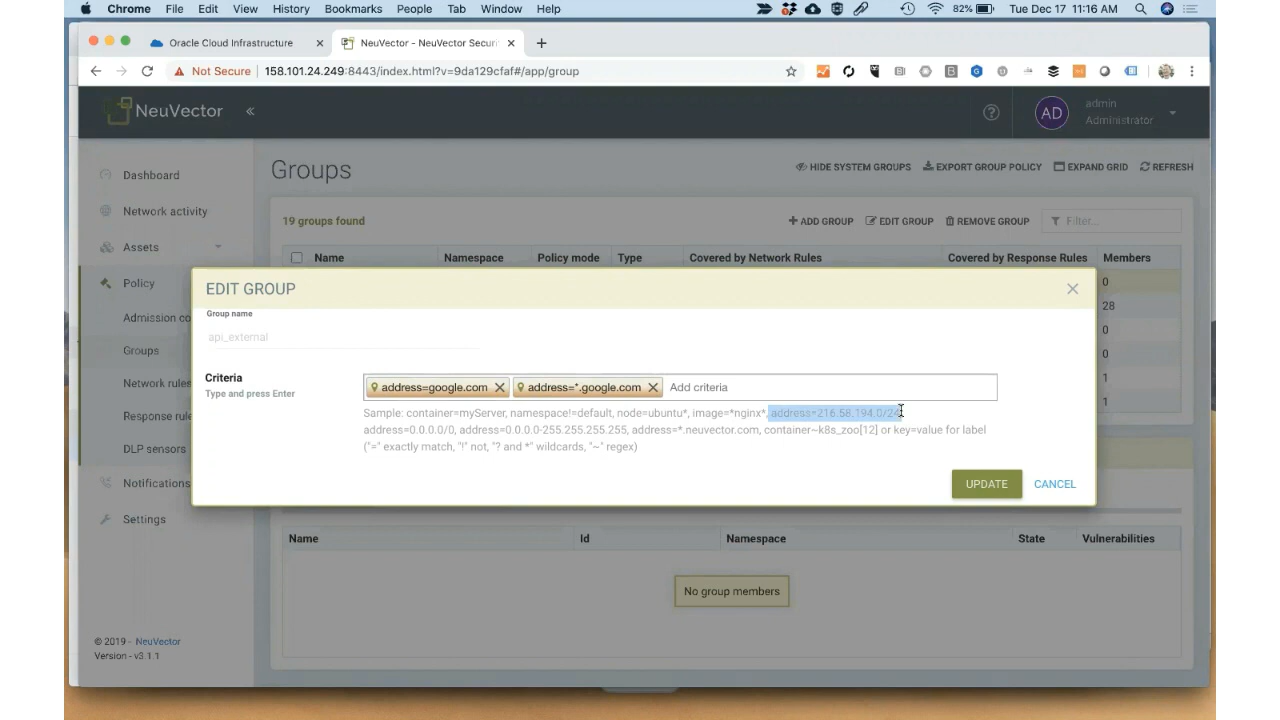 Chrome File Edit View History Bookmarks People Tab Window Help 82% Tue Dec 17 11:16 AM
Oracle Cloud Infrastructure × NeuVector - NeuVector Securi × +
Not Secure 158.101.24.249:8443/index.html?v=9da129cfaf#/app/group
NeuVector «
? AD admin
Administrator
Dashboard
Network activity
Assets
Policy
Admission co
Groups
Network rules
Response rule
DLP sensors
Notifications
Settings
© 2019 - NeuVector
Version - v3.1.1
Groups
HIDE SYSTEM GROUPS EXPORT GROUP POLICY EXPAND GRID REFRESH
19 groups found
+ ADD GROUP EDIT GROUP REMOVE GROUP Filter...
Name Namespace Policy mode Type Covered by Network Rules Covered by Response Rules Members
0
28
0
0
1
1
EDIT GROUP ×
Group name
api_external
Criteria
Type and press Enter
address=google.com × address=*.google.com × Add criteria
Sample: container=myServer, namespace!=default, node=ubuntu*, image=*nginx*, address=216.58.194.0/24,
address=0.0.0.0/0, address=0.0.0.0-255.255.255.255, address=*.neuvector.com, container~k8s_zoo[12] or key=value for label
("=" exactly match, "!" not, "? and *" wildcards, "~" regex)
UPDATE CANCEL
Name Id Namespace State Vulnerabilities
No group members